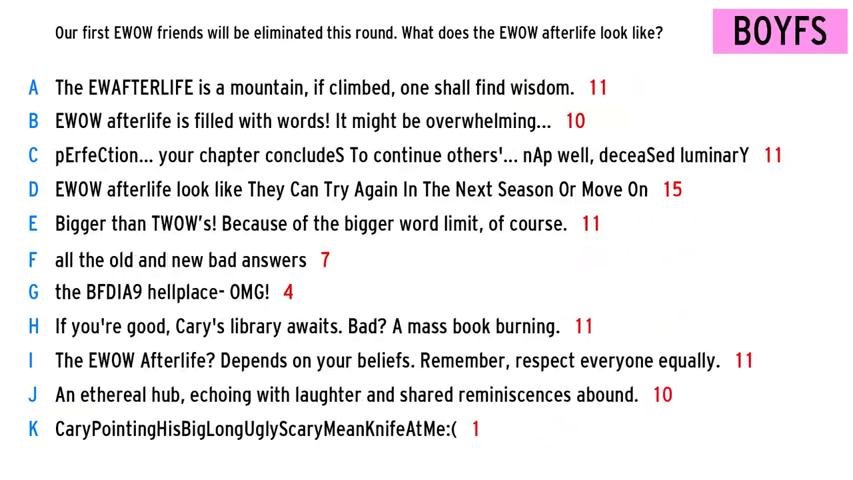 Our first EWOW friends will be eliminated this round. What does the EWOW afterlife look like?
BOYFS
A The EWAFTERLIFE is a mountain, if climbed, one shall find wisdom. 11
B EWOW afterlife is filled with words! It might be overwhelming... 10
C pErfeCtion... your chapter concludeS To continue others'... nAp well, deceaSed luminarY 11
D EWOW afterlife look like They Can Try Again In The Next Season Or Move On 15
E Bigger than TWOW's! Because of the bigger word limit, of course. 11
F all the old and new bad answers 7
G the BFDIA9 hellplace- OMG! 4
H If you're good, Cary's library awaits. Bad? A mass book burning. 11
I The EWOW Afterlife? Depends on your beliefs. Remember, respect everyone equally. 11
J An ethereal hub, echoing with laughter and shared reminiscences abound. 10
K CaryPointingHisBigLongUglyScaryMeanKnifeAtMe:( 1